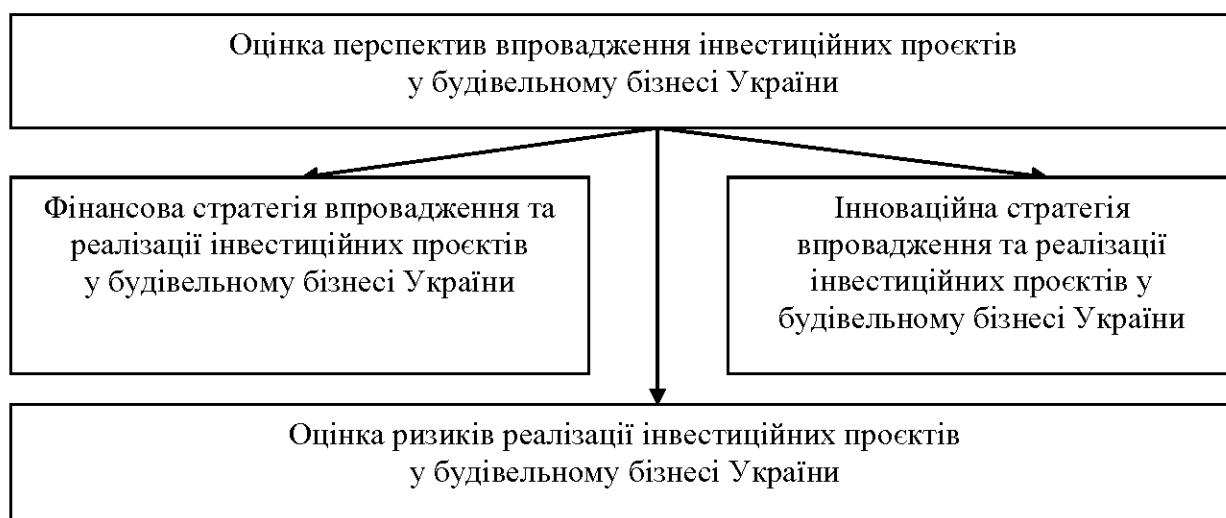 Оцінка перспектив впровадження інвестиційних проєктів
у будівельному бізнесі України
Фінансова стратегія впровадження та
реалізації інвестиційних проєктів
у будівельному бізнесі України
Інноваційна стратегія
впровадження та реалізації
інвестиційних проєктів у
будівельному бізнесі України
Оцінка ризиків реалізації інвестиційних проєктів
у будівельному бізнесі України